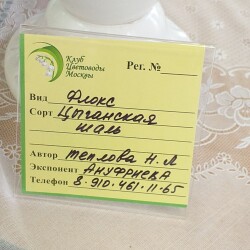 Клуб
Цветоводы
Москвы
Рег. №
Вид Флокс
Сорт Цыганская
шаль
Автор Теплова Н. Л
Экспонент Ануфриева
Телефон 8.910.461.11.65